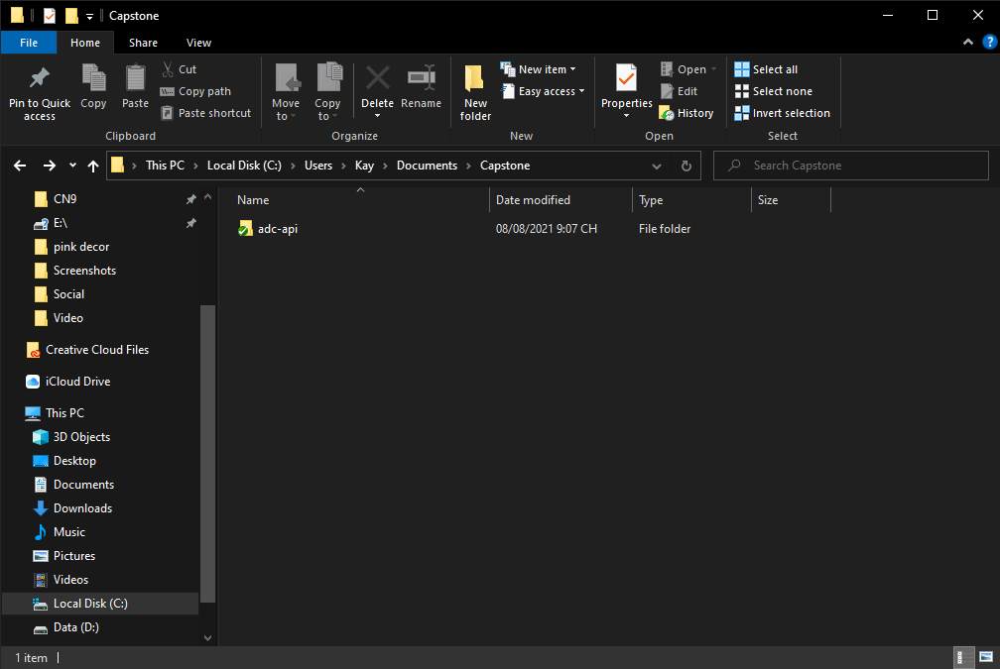 Capstone
File Home Share View
Pin to Quick access
Copy
Paste
Cut
Copy path
Paste shortcut
Clipboard
Move to
Copy to
Delete
Rename
Organize
New folder
New item
Easy access
New
Properties
Open
Edit
History
Open
Select all
Select none
Invert selection
Select
This PC > Local Disk (C:) > Users > Kay > Documents > Capstone
Search Capstone
CN9
E:\
pink decor
Screenshots
Social
Video
Creative Cloud Files
iCloud Drive
This PC
3D Objects
Desktop
Documents
Downloads
Music
Pictures
Videos
Local Disk (C:)
Data (D:)
Name Date modified Type Size
adc-api 08/08/2021 9:07 CH File folder
1 item